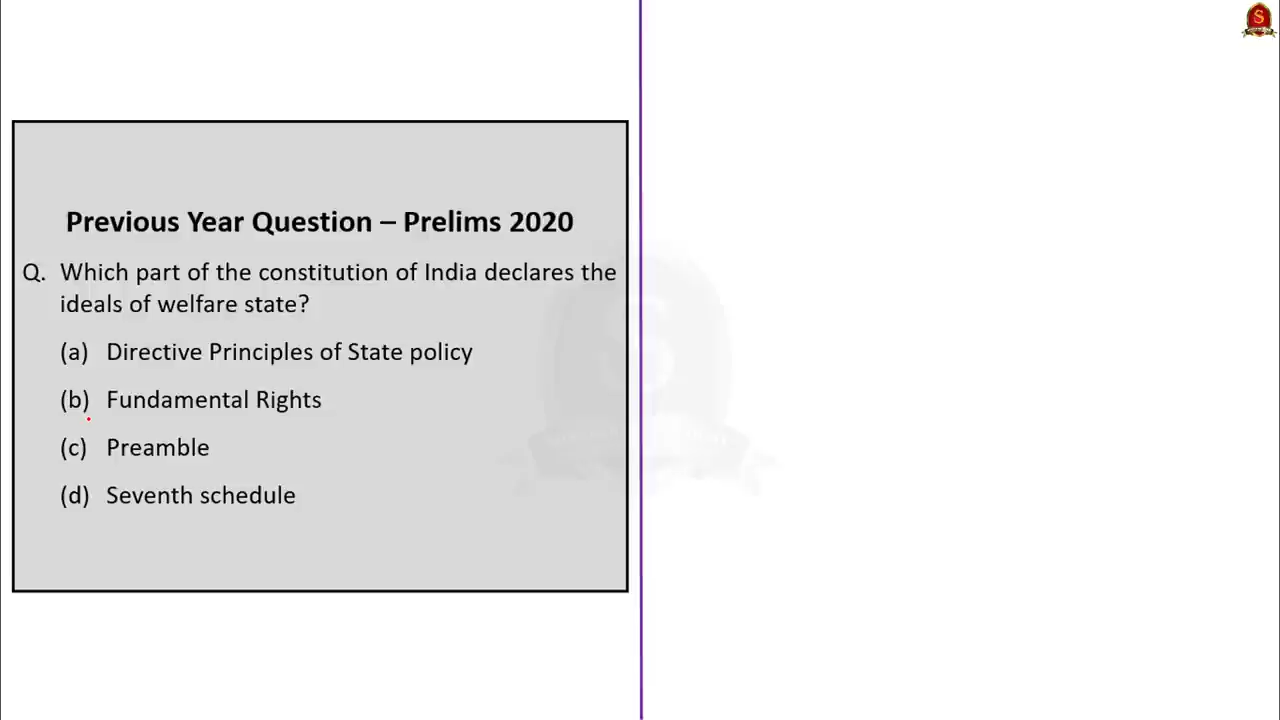 Previous Year Question – Prelims 2020
Q. Which part of the constitution of India declares the
ideals of welfare state?
(a) Directive Principles of State policy
(b) Fundamental Rights
(c) Preamble
(d) Seventh schedule
S